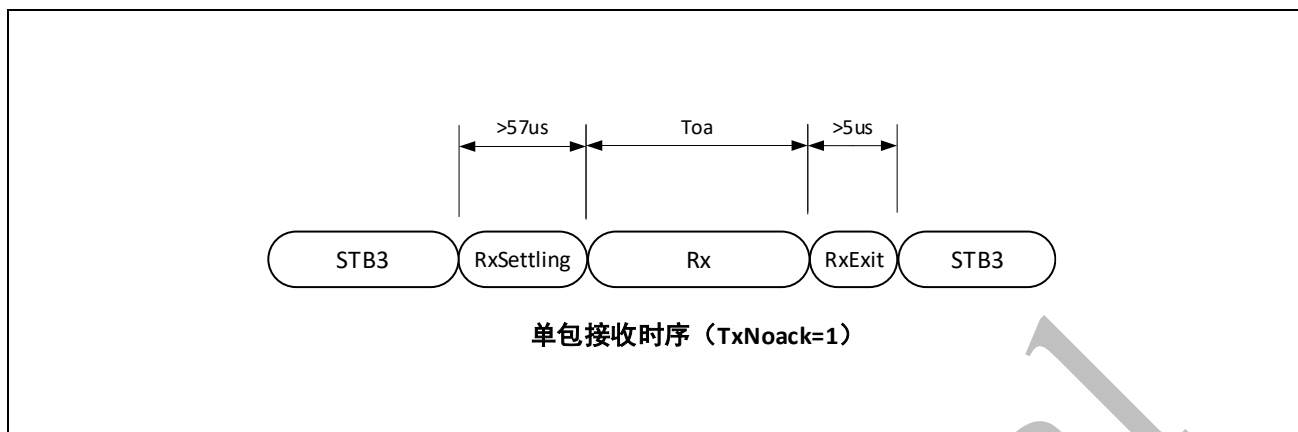 >57us Toa >5us
STB3 RxSettling Rx RxExit STB3
单包接收时序（TxNoack=1）